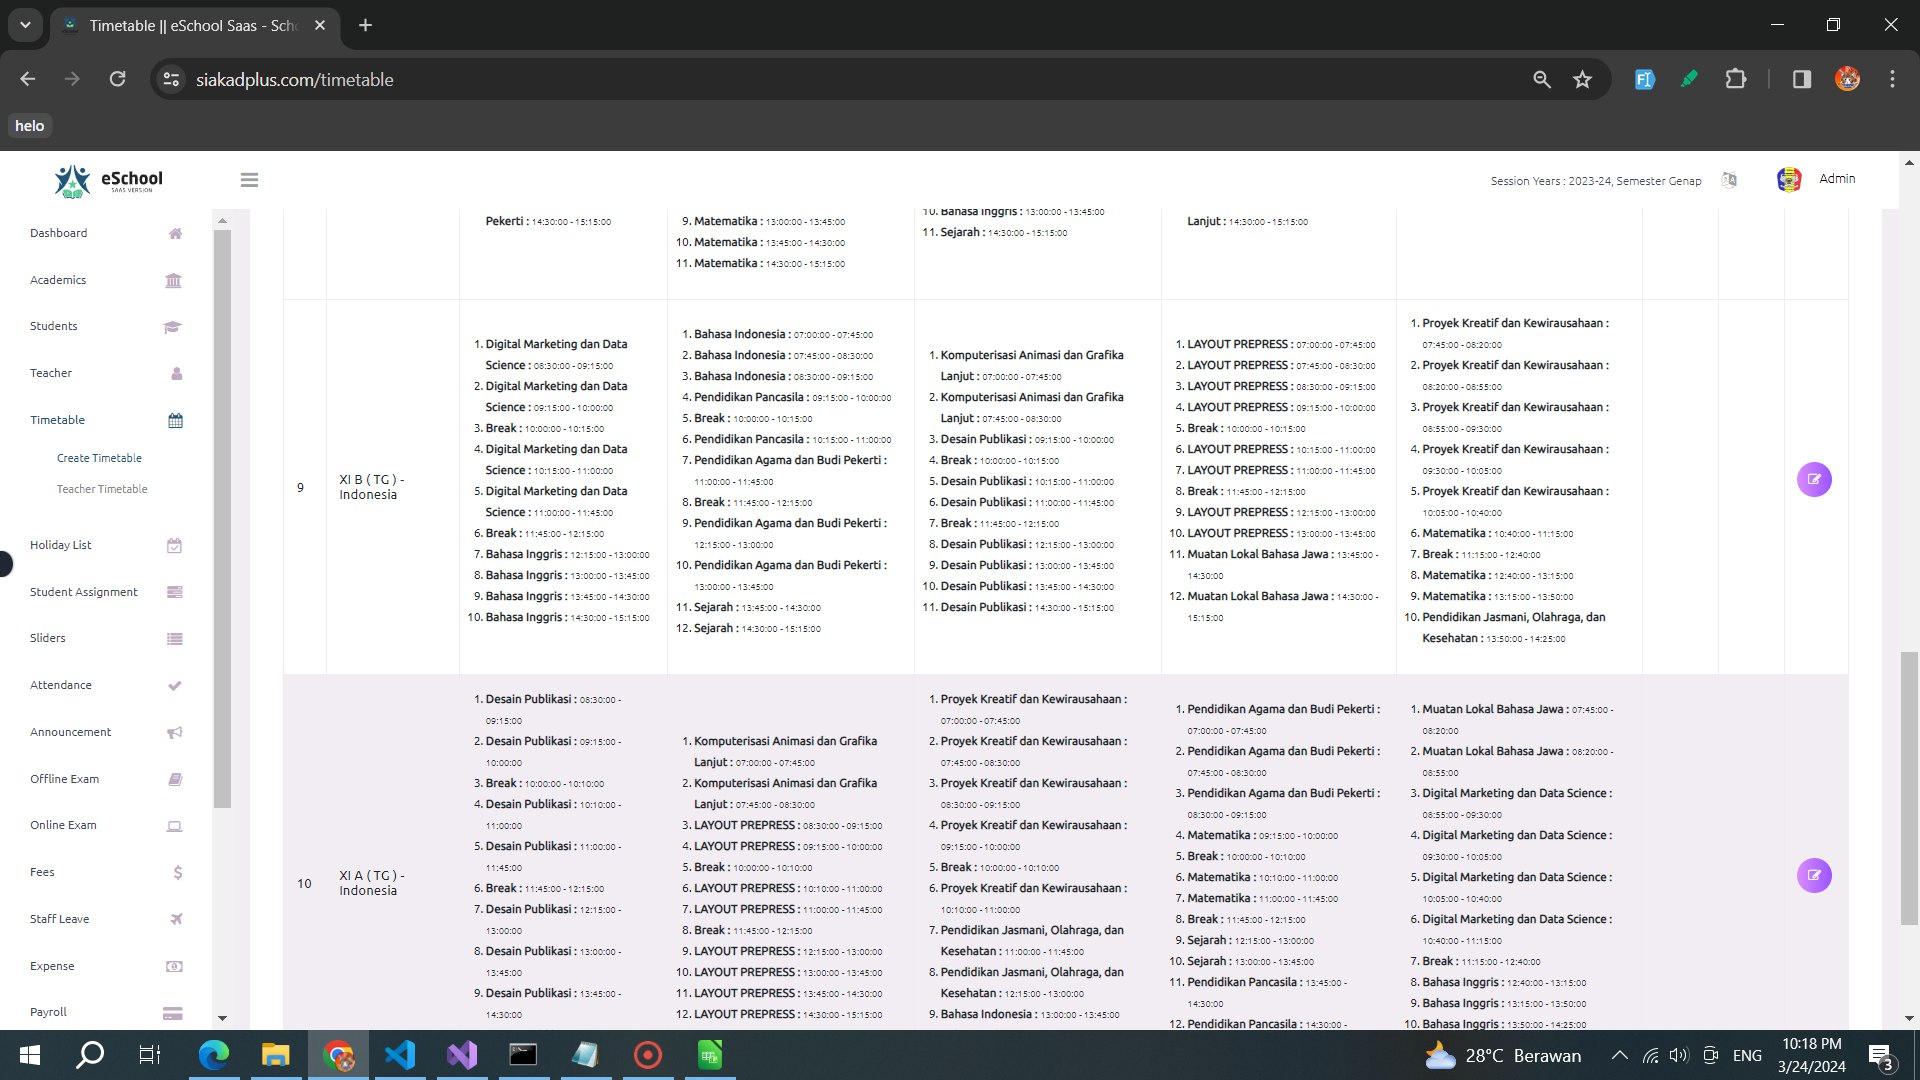 Timetable || eSchool Saas - Scho
siakadplus.com/timetable
helo
eSchool
SAAS VERSION
Session Years : 2023-24, Semester Genap
Admin
Dashboard
Academics
Students
Teacher
Timetable
Create Timetable
Teacher Timetable
Holiday List
Student Assignment
Sliders
Attendance
Announcement
Offline Exam
Online Exam
Fees
Staff Leave
Expense
Payroll
Pekerti : 14:30:00 - 15:15:00
9. Matematika : 13:00:00 - 13:45:00
10. Matematika : 13:45:00 - 14:30:00
11. Matematika : 14:30:00 - 15:15:00
10. Bahasa Inggris : 13:00:00 - 13:45:00
11. Sejarah : 14:30:00 - 15:15:00
Lanjut : 14:30:00 - 15:15:00
9
XI B ( TG ) -
Indonesia
1. Digital Marketing dan Data
Science : 08:30:00 - 09:15:00
2. Digital Marketing dan Data
Science : 09:15:00 - 10:00:00
3. Break : 10:00:00 - 10:15:00
4. Digital Marketing dan Data
Science : 10:15:00 - 11:00:00
5. Digital Marketing dan Data
Science : 11:00:00 - 11:45:00
6. Break : 11:45:00 - 12:15:00
7. Bahasa Inggris : 12:15:00 - 13:00:00
8. Bahasa Inggris : 13:00:00 - 13:45:00
9. Bahasa Inggris : 13:45:00 - 14:30:00
10. Bahasa Inggris : 14:30:00 - 15:15:00
1. Bahasa Indonesia : 07:00:00 - 07:45:00
2. Bahasa Indonesia : 07:45:00 - 08:30:00
3. Bahasa Indonesia : 08:30:00 - 09:15:00
4. Pendidikan Pancasila : 09:15:00 - 10:00:00
5. Break : 10:00:00 - 10:15:00
6. Pendidikan Pancasila : 10:15:00 - 11:00:00
7. Pendidikan Agama dan Budi Pekerti :
11:00:00 - 11:45:00
8. Break : 11:45:00 - 12:15:00
9. Pendidikan Agama dan Budi Pekerti :
12:15:00 - 13:00:00
10. Pendidikan Agama dan Budi Pekerti :
13:00:00 - 13:45:00
11. Sejarah : 13:45:00 - 14:30:00
12. Sejarah : 14:30:00 - 15:15:00
1. Komputerisasi Animasi dan Grafika
Lanjut : 07:00:00 - 07:45:00
2. Komputerisasi Animasi dan Grafika
Lanjut : 07:45:00 - 08:30:00
3. Desain Publikasi : 09:15:00 - 10:00:00
4. Break : 10:00:00 - 10:15:00
5. Desain Publikasi : 10:15:00 - 11:00:00
6. Desain Publikasi : 11:00:00 - 11:45:00
7. Break : 11:45:00 - 12:15:00
8. Desain Publikasi : 12:15:00 - 13:00:00
9. Desain Publikasi : 13:00:00 - 13:45:00
10. Desain Publikasi : 13:45:00 - 14:30:00
11. Desain Publikasi : 14:30:00 - 15:15:00
1. LAYOUT PREPRESS : 07:00:00 - 07:45:00
2. LAYOUT PREPRESS : 07:45:00 - 08:30:00
3. LAYOUT PREPRESS : 08:30:00 - 09:15:00
4. LAYOUT PREPRESS : 09:15:00 - 10:00:00
5. Break : 10:00:00 - 10:15:00
6. LAYOUT PREPRESS : 10:15:00 - 11:00:00
7. LAYOUT PREPRESS : 11:00:00 - 11:45:00
8. Break : 11:45:00 - 12:15:00
9. LAYOUT PREPRESS : 12:15:00 - 13:00:00
10. LAYOUT PREPRESS : 13:00:00 - 13:45:00
11. Muatan Lokal Bahasa Jawa : 13:45:00 -
14:30:00
12. Muatan Lokal Bahasa Jawa : 14:30:00 -
15:15:00
1. Proyek Kreatif dan Kewirausahaan :
07:45:00 - 08:20:00
2. Proyek Kreatif dan Kewirausahaan :
08:20:00 - 08:55:00
3. Proyek Kreatif dan Kewirausahaan :
08:55:00 - 09:30:00
4. Proyek Kreatif dan Kewirausahaan :
09:30:00 - 10:05:00
5. Proyek Kreatif dan Kewirausahaan :
10:05:00 - 10:40:00
6. Matematika : 10:40:00 - 11:15:00
7. Break : 11:15:00 - 12:40:00
8. Matematika : 12:40:00 - 13:15:00
9. Matematika : 13:15:00 - 13:50:00
10. Pendidikan Jasmani, Olahraga, dan
Kesehatan : 13:50:00 - 14:25:00
10
XI A ( TG ) -
Indonesia
1. Desain Publikasi : 08:30:00 -
09:15:00
2. Desain Publikasi : 09:15:00 -
10:00:00
3. Break : 10:00:00 - 10:10:00
4. Desain Publikasi : 10:10:00 -
11:00:00
5. Desain Publikasi : 11:00:00 -
11:45:00
6. Break : 11:45:00 - 12:15:00
7. Desain Publikasi : 12:15:00 -
13:00:00
8. Desain Publikasi : 13:00:00 -
13:45:00
9. Desain Publikasi : 13:45:00 -
14:30:00
1. Komputerisasi Animasi dan Grafika
Lanjut : 07:00:00 - 07:45:00
2. Komputerisasi Animasi dan Grafika
Lanjut : 07:45:00 - 08:30:00
3. LAYOUT PREPRESS : 08:30:00 - 09:15:00
4. LAYOUT PREPRESS : 09:15:00 - 10:00:00
5. Break : 10:00:00 - 10:10:00
6. LAYOUT PREPRESS : 10:10:00 - 11:00:00
7. LAYOUT PREPRESS : 11:00:00 - 11:45:00
8. Break : 11:45:00 - 12:15:00
9. LAYOUT PREPRESS : 12:15:00 - 13:00:00
10. LAYOUT PREPRESS : 13:00:00 - 13:45:00
11. LAYOUT PREPRESS : 13:45:00 - 14:30:00
12. LAYOUT PREPRESS : 14:30:00 - 15:15:00
1. Proyek Kreatif dan Kewirausahaan :
07:00:00 - 07:45:00
2. Proyek Kreatif dan Kewirausahaan :
07:45:00 - 08:30:00
3. Proyek Kreatif dan Kewirausahaan :
08:30:00 - 09:15:00
4. Proyek Kreatif dan Kewirausahaan :
09:15:00 - 10:00:00
5. Break : 10:00:00 - 10:10:00
6. Proyek Kreatif dan Kewirausahaan :
10:10:00 - 11:00:00
7. Pendidikan Jasmani, Olahraga, dan
Kesehatan : 11:00:00 - 11:45:00
8. Pendidikan Jasmani, Olahraga, dan
Kesehatan : 12:15:00 - 13:00:00
9. Bahasa Indonesia : 13:00:00 - 13:45:00
1. Pendidikan Agama dan Budi Pekerti :
07:00:00 - 07:45:00
2. Pendidikan Agama dan Budi Pekerti :
07:45:00 - 08:30:00
3. Pendidikan Agama dan Budi Pekerti :
08:30:00 - 09:15:00
4. Matematika : 09:15:00 - 10:00:00
5. Break : 10:00:00 - 10:10:00
6. Matematika : 10:10:00 - 11:00:00
7. Matematika : 11:00:00 - 11:45:00
8. Break : 11:45:00 - 12:15:00
9. Sejarah : 12:15:00 - 13:00:00
10. Sejarah : 13:00:00 - 13:45:00
11. Pendidikan Pancasila : 13:45:00 -
14:30:00
12. Pendidikan Pancasila : 14:30:00 -
1. Muatan Lokal Bahasa Jawa : 07:45:00 -
08:20:00
2. Muatan Lokal Bahasa Jawa : 08:20:00 -
08:55:00
3. Digital Marketing dan Data Science :
08:55:00 - 09:30:00
4. Digital Marketing dan Data Science :
09:30:00 - 10:05:00
5. Digital Marketing dan Data Science :
10:05:00 - 10:40:00
6. Digital Marketing dan Data Science :
10:40:00 - 11:15:00
7. Break : 11:15:00 - 12:40:00
8. Bahasa Inggris : 12:40:00 - 13:15:00
9. Bahasa Inggris : 13:15:00 - 13:50:00
10. Bahasa Inggris : 13:50:00 - 14:25:00
28°C Berawan
ENG
10:18 PM
3/24/2024
3